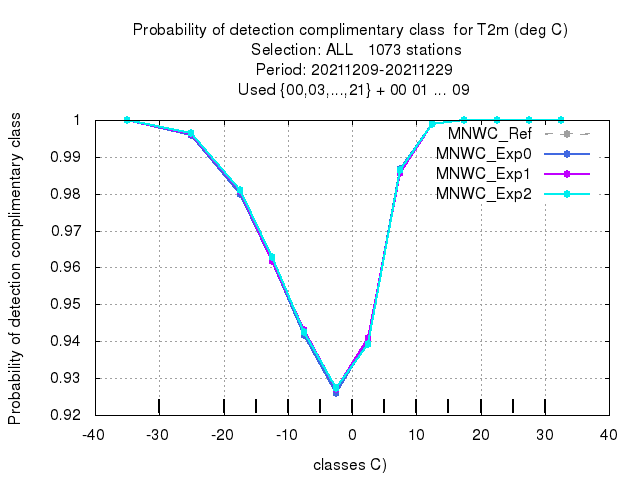 Probability of detection complimentary class  for T2m (deg C)
Selection: ALL   1073 stations
Period: 20211209-20211229
Used {00,03,...,21} + 00 01 ... 09
Probability of detection complimentary class
1
0.99
0.98
0.97
0.96
0.95
0.94
0.93
0.92
MNWC_Ref
MNWC_Exp0
MNWC_Exp1
MNWC_Exp2
-40 -30 -20 -10 0 10 20 30 40
classes C)